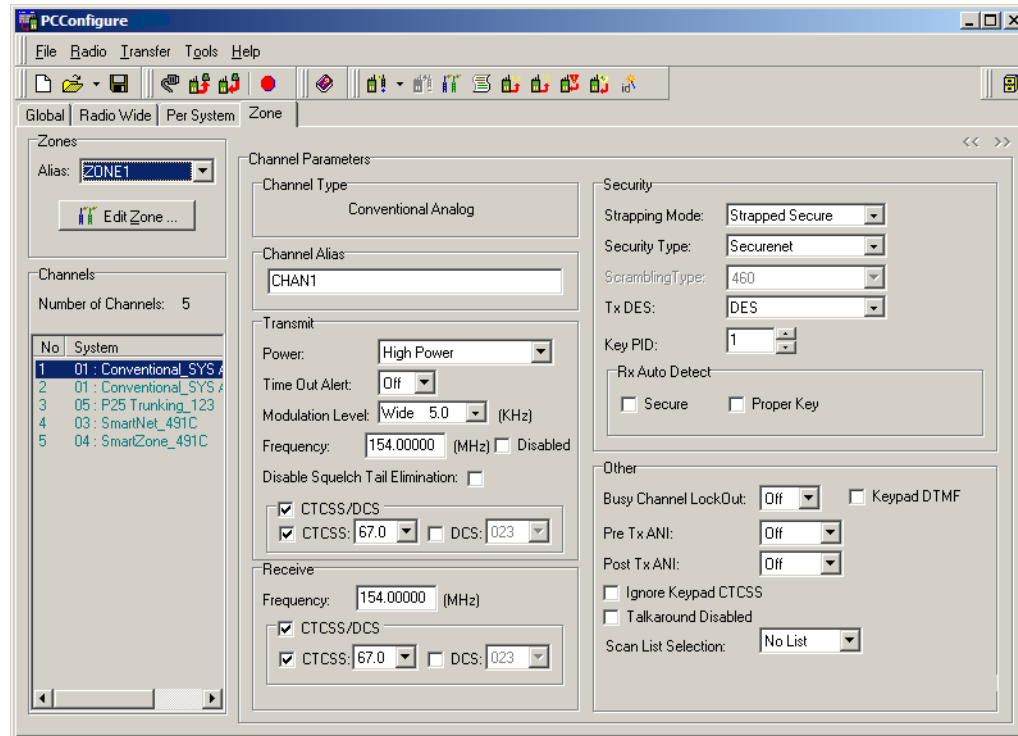 PCConfigure
File Radio Transfer Tools Help
id
Global Radio Wide Per System Zone
<< >>
Zones
Alias: ZONE1
Edit Zone ...
Channels
Number of Channels: 5
No System
1 01 : Conventional_SYS
2 01 : Conventional_SYS
3 05 : P25 Trunking_123
4 03 : SmartNet_491C
5 04 : SmartZone_491C
Channel Parameters
Channel Type
Conventional Analog
Channel Alias
CHAN1
Transmit
Power: High Power
Time Out Alert: Off
Modulation Level: Wide 5.0 (KHz)
Frequency: 154.00000 (MHz) Disabled
Disable Squelch Tail Elimination:
CTCSS/DCS
CTCSS: 67.0 DCS: 023
Receive
Frequency: 154.00000 (MHz)
CTCSS/DCS
CTCSS: 67.0 DCS: 023
Security
Strapping Mode: Strapped Secure
Security Type: Securenet
ScramblingType: 460
Tx DES: DES
Key PID: 1
Rx Auto Detect
Secure Proper Key
Other
Busy Channel LockOut: Off Keypad DTMF
Pre Tx ANI: Off
Post Tx ANI: Off
Ignore Keypad CTCSS
Talkaround Disabled
Scan List Selection: No List